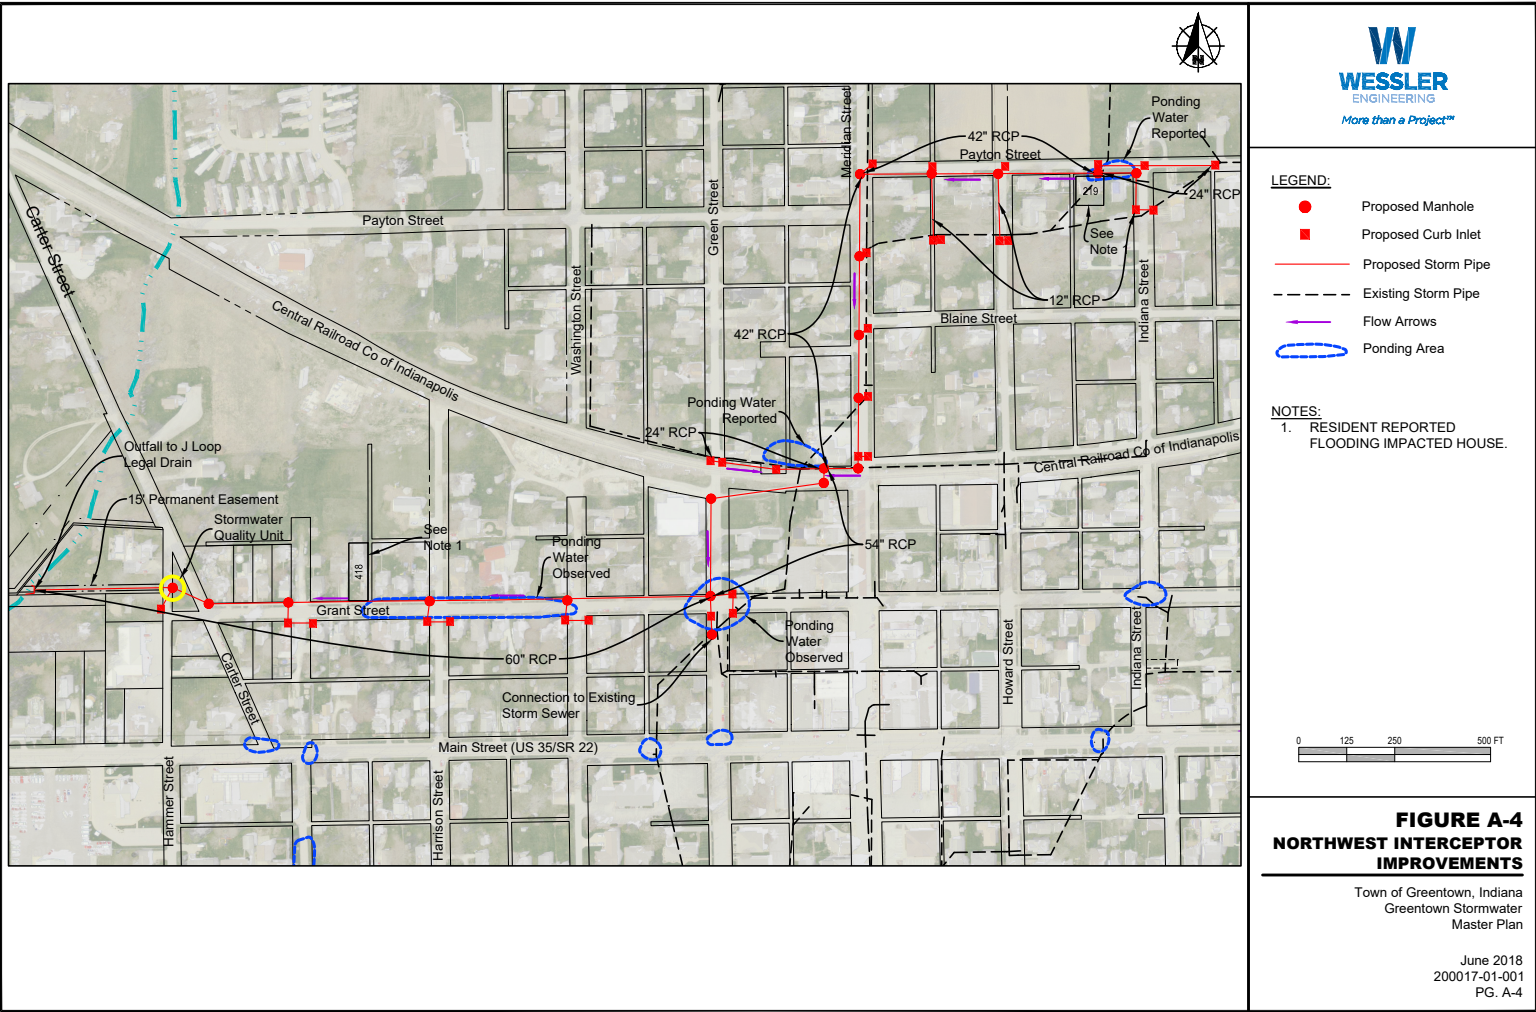 N
WESSLER
ENGINEERING
More than a Project™
LEGEND:
Proposed Manhole
Proposed Curb Inlet
Proposed Storm Pipe
Existing Storm Pipe
Flow Arrows
Ponding Area
NOTES:
1. RESIDENT REPORTED
FLOODING IMPACTED HOUSE.
0 125 250 500 FT
FIGURE A-4
NORTHWEST INTERCEPTOR
IMPROVEMENTS
Town of Greentown, Indiana
Greentown Stormwater
Master Plan
June 2018
200017-01-001
PG. A-4
Ponding
Water
Reported
42" RCP
Payton Street
Meridian Street
219
24" RCP
See
Note 1
Payton Street
Green Street
Carter Street
Washington Street
Indiana Street
12" RCP
Blaine Street
42" RCP
Central Railroad Co of Indianapolis
Ponding Water
Reported
24" RCP
Central Railroad Co of Indianapolis
Outfall to J Loop
Legal Drain
15' Permanent Easement
Stormwater
Quality Unit
See
Note 1
418
Ponding
Water
Observed
54" RCP
Grant Street
Ponding
Water
Observed
60" RCP
Howard Street
Indiana Street
Carter Street
Connection to Existing
Storm Sewer
Main Street (US 35/SR 22)
Hammer Street
Harrison Street